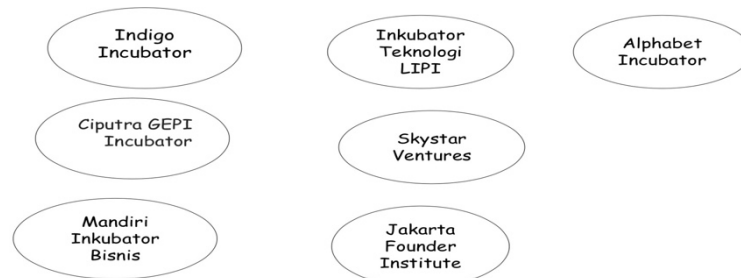 Indigo
Incubator
Inkubator
Teknologi
LIPI
Alphabet
Incubator
Ciputra GEPI
Incubator
Skystar
Ventures
Mandiri
Inkubator
Bisnis
Jakarta
Founder
Institute